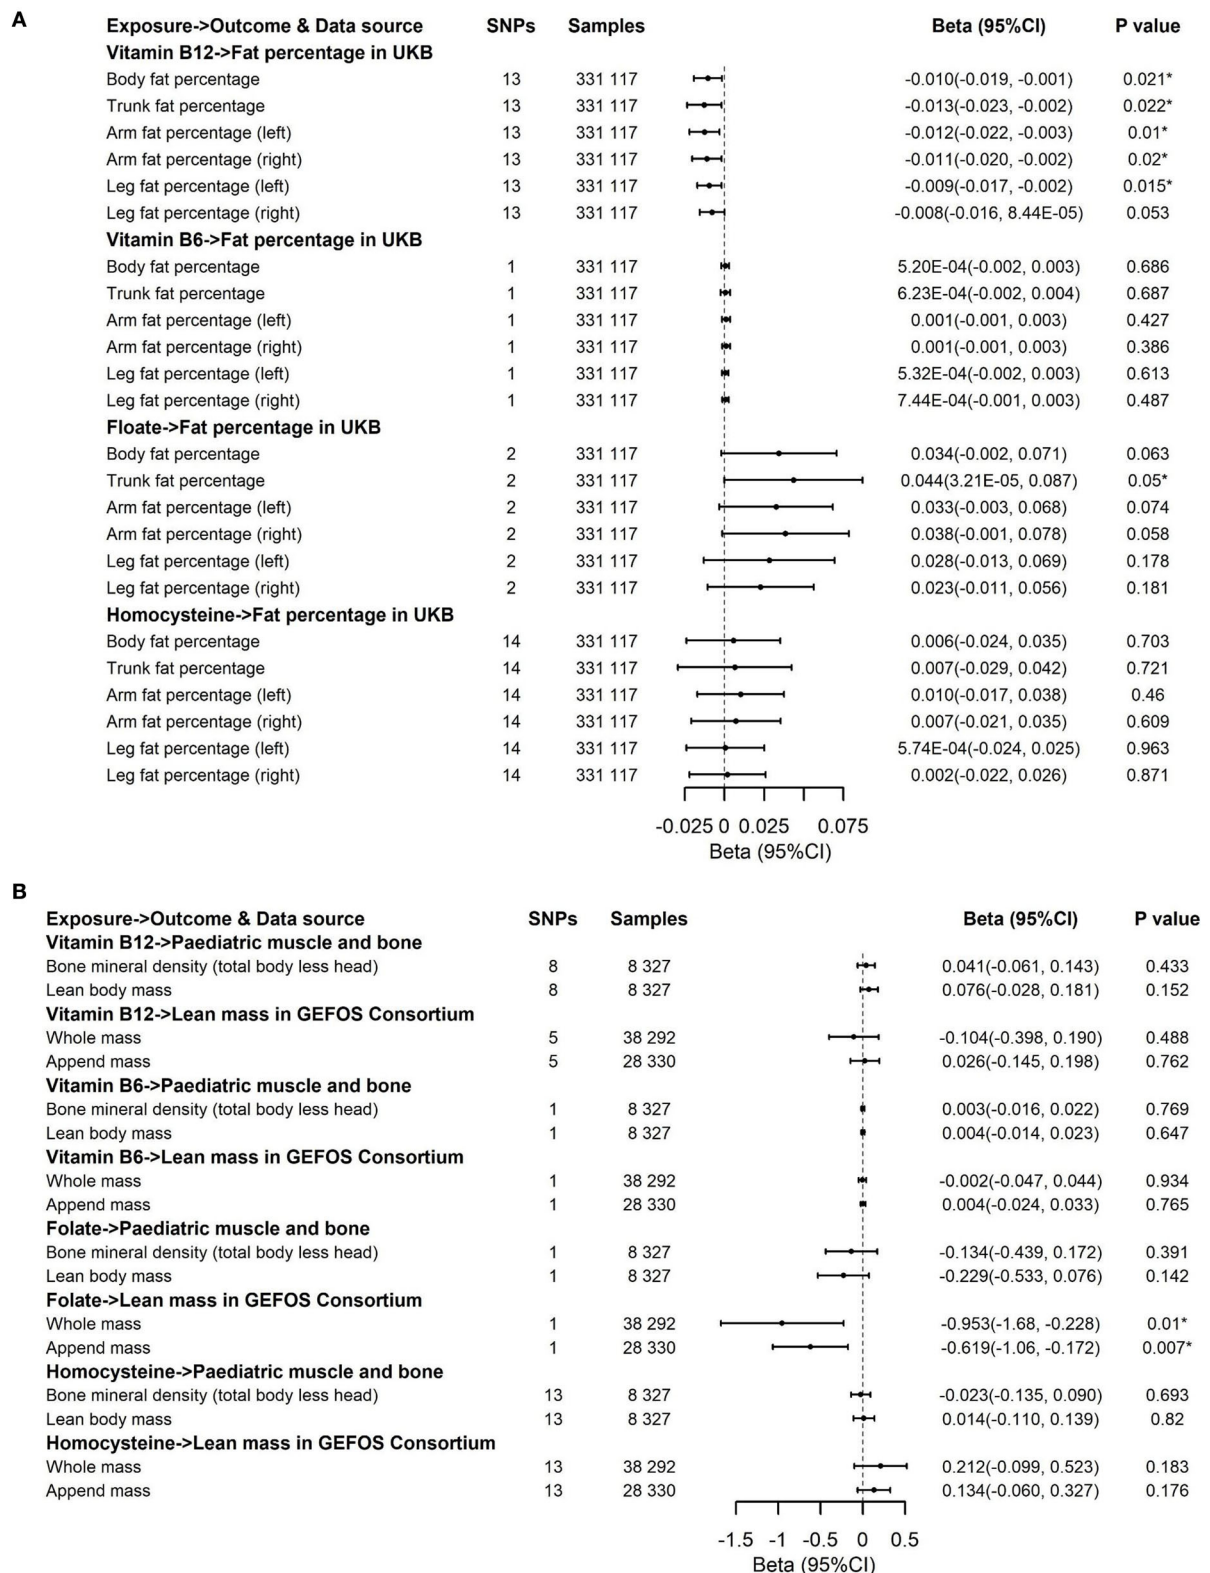 A
Exposure->Outcome & Data source SNPs Samples Beta (95%CI) P value
Vitamin B12->Fat percentage in UKB
Body fat percentage 13 331 117 -0.010(-0.019, -0.001) 0.021*
Trunk fat percentage 13 331 117 -0.013(-0.023, -0.002) 0.022*
Arm fat percentage (left) 13 331 117 -0.012(-0.022, -0.003) 0.01*
Arm fat percentage (right) 13 331 117 -0.011(-0.020, -0.002) 0.02*
Leg fat percentage (left) 13 331 117 -0.009(-0.017, -0.002) 0.015*
Leg fat percentage (right) 13 331 117 -0.008(-0.016, 8.44E-05) 0.053
Vitamin B6->Fat percentage in UKB
Body fat percentage 1 331 117 5.20E-04(-0.002, 0.003) 0.686
Trunk fat percentage 1 331 117 6.23E-04(-0.002, 0.004) 0.687
Arm fat percentage (left) 1 331 117 0.001(-0.001, 0.003) 0.427
Arm fat percentage (right) 1 331 117 0.001(-0.001, 0.003) 0.386
Leg fat percentage (left) 1 331 117 5.32E-04(-0.002, 0.003) 0.613
Leg fat percentage (right) 1 331 117 7.44E-04(-0.001, 0.003) 0.487
Floate->Fat percentage in UKB
Body fat percentage 2 331 117 0.034(-0.002, 0.071) 0.063
Trunk fat percentage 2 331 117 0.044(3.21E-05, 0.087) 0.05*
Arm fat percentage (left) 2 331 117 0.033(-0.003, 0.068) 0.074
Arm fat percentage (right) 2 331 117 0.038(-0.001, 0.078) 0.058
Leg fat percentage (left) 2 331 117 0.028(-0.013, 0.069) 0.178
Leg fat percentage (right) 2 331 117 0.023(-0.011, 0.056) 0.181
Homocysteine->Fat percentage in UKB
Body fat percentage 14 331 117 0.006(-0.024, 0.035) 0.703
Trunk fat percentage 14 331 117 0.007(-0.029, 0.042) 0.721
Arm fat percentage (left) 14 331 117 0.010(-0.017, 0.038) 0.46
Arm fat percentage (right) 14 331 117 0.007(-0.021, 0.035) 0.609
Leg fat percentage (left) 14 331 117 5.74E-04(-0.024, 0.025) 0.963
Leg fat percentage (right) 14 331 117 0.002(-0.022, 0.026) 0.871
-0.025 0 0.025 0.075
Beta (95%CI)
B
Exposure->Outcome & Data source SNPs Samples Beta (95%CI) P value
Vitamin B12->Paediatric muscle and bone
Bone mineral density (total body less head) 8 8 327 0.041(-0.061, 0.143) 0.433
Lean body mass 8 8 327 0.076(-0.028, 0.181) 0.152
Vitamin B12->Lean mass in GEFOS Consortium
Whole mass 5 38 292 -0.104(-0.398, 0.190) 0.488
Append mass 5 28 330 0.026(-0.145, 0.198) 0.762
Vitamin B6->Paediatric muscle and bone
Bone mineral density (total body less head) 1 8 327 0.003(-0.016, 0.022) 0.769
Lean body mass 1 8 327 0.004(-0.014, 0.023) 0.647
Vitamin B6->Lean mass in GEFOS Consortium
Whole mass 1 38 292 -0.002(-0.047, 0.044) 0.934
Append mass 1 28 330 0.004(-0.024, 0.033) 0.765
Folate->Paediatric muscle and bone
Bone mineral density (total body less head) 1 8 327 -0.134(-0.439, 0.172) 0.391
Lean body mass 1 8 327 -0.229(-0.533, 0.076) 0.142
Folate->Lean mass in GEFOS Consortium
Whole mass 1 38 292 -0.953(-1.68, -0.228) 0.01*
Append mass 1 28 330 -0.619(-1.06, -0.172) 0.007*
Homocysteine->Paediatric muscle and bone
Bone mineral density (total body less head) 13 8 327 -0.023(-0.135, 0.090) 0.693
Lean body mass 13 8 327 0.014(-0.110, 0.139) 0.82
Homocysteine->Lean mass in GEFOS Consortium
Whole mass 13 38 292 0.212(-0.099, 0.523) 0.183
Append mass 13 28 330 0.134(-0.060, 0.327) 0.176
-1.5 -1 -0.5 0 0.5
Beta (95%CI)